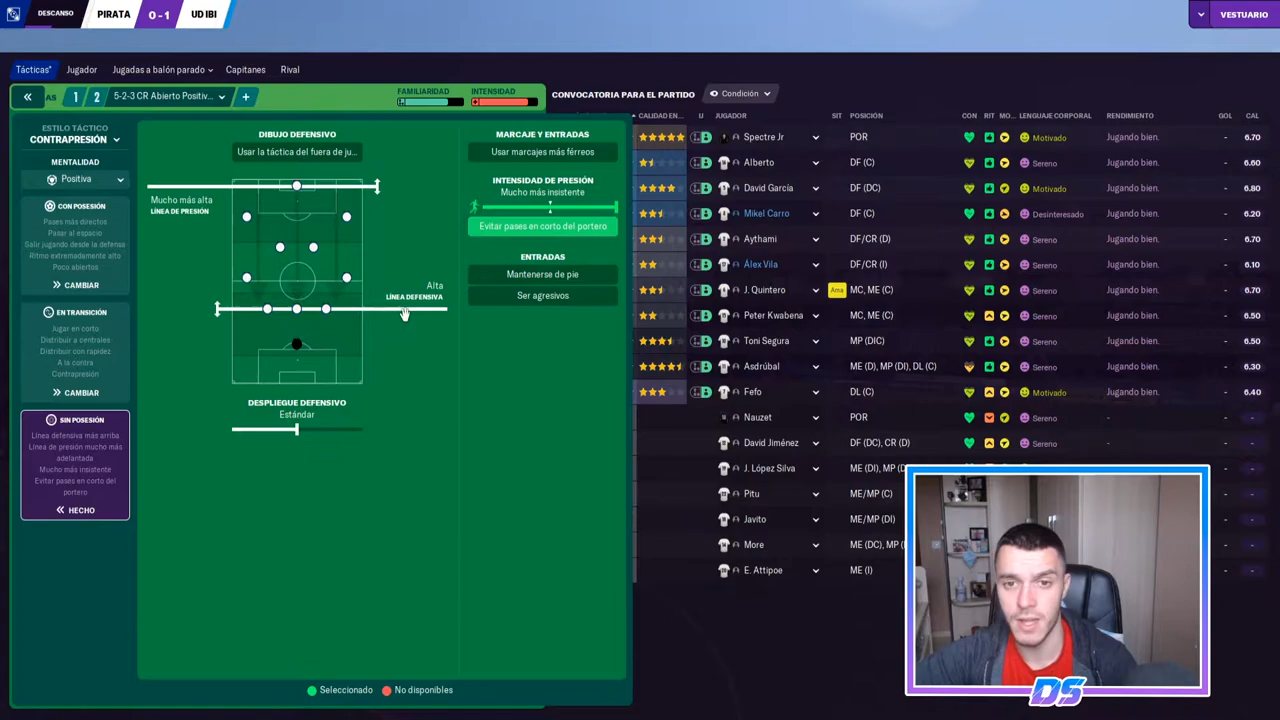 DESCANSO
PIRATA
0 - 1
UD IBI
VESTUARIO
Tácticas*
Jugador
Jugadas a balón parado
Capitanes
Rival
AS
1
2
5-2-3 CR Abierto Positiv...
+
FAMILIARIDAD
INTENSIDAD
CONVOCATORIA PARA EL PARTIDO
Condición
ESTILO TÁCTICO
CONTRAPRESIÓN
MENTALIDAD
Positiva
CON POSESIÓN
Pases más directos
Pasar al espacio
Salir jugando desde la defensa
Ritmo extremadamente alto
Poco abiertos
CAMBIAR
EN TRANSICIÓN
Jugar en corto
Distribuir a centrales
Distribuir con rapidez
A la contra
Contrapresión
CAMBIAR
SIN POSESIÓN
Línea defensiva más arriba
Línea de presión mucho más
adelantada
Mucho más insistente
Evitar pases en corto del
portero
HECHO
DIBUJO DEFENSIVO
Usar la táctica del fuera de ju...
Mucho más alta
LÍNEA DE PRESIÓN
Alta
LÍNEA DEFENSIVA
DESPLIEGUE DEFENSIVO
Estándar
MARCAJE Y ENTRADAS
Usar marcajes más férreos
INTENSIDAD DE PRESIÓN
Mucho más insistente
Evitar pases en corto del portero
ENTRADAS
Mantenerse de pie
Ser agresivos
Seleccionado
No disponibles
CALIDAD EN... JUGADOR SIT POSICIÓN CON RIT MO... LENGUAJE CORPORAL RENDIMIENTO GOL CAL
Spectre Jr POR Motivado Jugando bien. - 6.70
Alberto DF (C) Sereno Jugando bien. - 6.60
David García DF (DC) Motivado Jugando bien. - 6.80
Mikel Carro DF (C) Desinteresado Jugando bien. - 6.20
Aythami DF/CR (D) Sereno Jugando bien. - 6.70
Álex Vila DF/CR (I) Sereno Jugando bien. - 6.10
J. Quintero Ama MC, ME (C) Sereno Jugando bien. - 6.70
Peter Kwabena MC, ME (C) Sereno Jugando bien. - 6.70
Toni Segura MP (DIC) Sereno Jugando bien. - 6.50
Asdrúbal ME (D), MP (DI), DL (C) Sereno Jugando bien. - 6.30
Fefo DL (C) Motivado Jugando bien. - 6.40
Nauzet POR Sereno - - -
David Jiménez DF (DC), CR (D) Sereno - - -
J. López Silva ME (DI), MP (D
Pitu ME/MP (C)
Javito ME/MP (DI)
More ME (DC), MP (
E. Attipoe ME (I)
DS